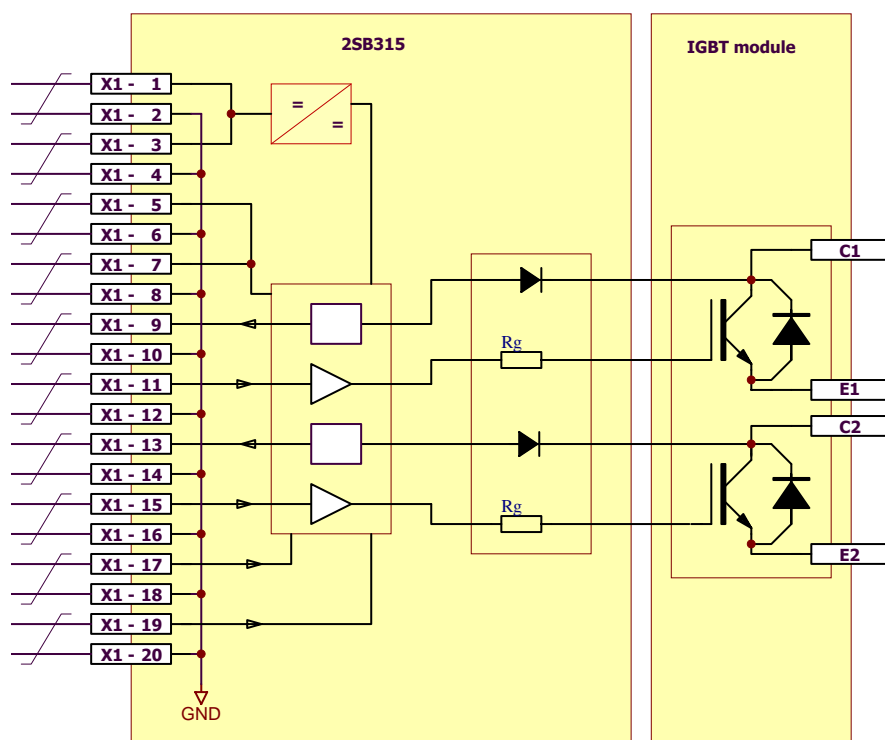 2SB315
IGBT module
X1 - 1
X1 - 2
X1 - 3
X1 - 4
X1 - 5
X1 - 6
X1 - 7
X1 - 8
X1 - 9
X1 - 10
X1 - 11
X1 - 12
X1 - 13
X1 - 14
X1 - 15
X1 - 16
X1 - 17
X1 - 18
X1 - 19
X1 - 20
=
=
C1
Rg
E1
C2
Rg
E2
GND